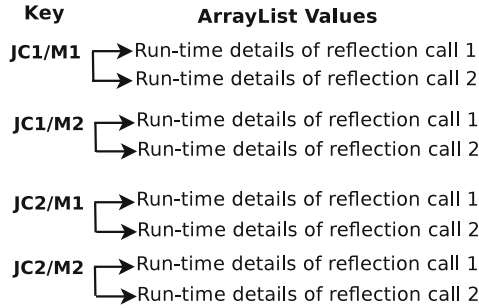 Key ArrayList Values
JC1/M1 Run-time details of reflection call 1
Run-time details of reflection call 2
JC1/M2 Run-time details of reflection call 1
Run-time details of reflection call 2
JC2/M1 Run-time details of reflection call 1
Run-time details of reflection call 2
JC2/M2 Run-time details of reflection call 1
Run-time details of reflection call 2